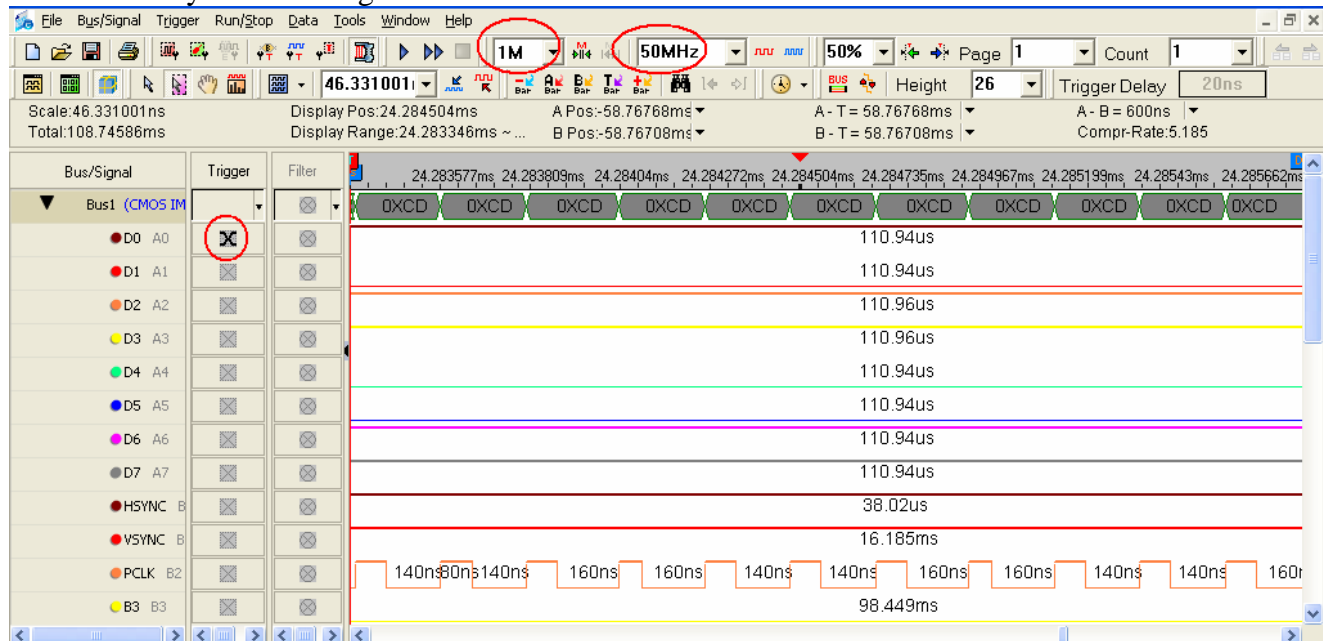 File Bus/Signal Trigger Run/Stop Data Tools Window Help
1M 50MHz 50% Page 1 Count 1
46.331001 Bar Bar Bar Bar Bar BUS Height 26 Trigger Delay 20ns
Scale:46.331001ns Display Pos:24.284504ms A Pos:-58.76768ms A - T = 58.76768ms A - B = 600ns
Total:108.74586ms Display Range:24.283346ms ~ ... B Pos:-58.76708ms B - T = 58.76708ms Compr-Rate:5.185
Bus/Signal Trigger Filter 24.283577ms 24.283809ms 24.28404ms 24.284272ms 24.284504ms 24.284735ms 24.284967ms 24.285199ms 24.28543ms 24.285662ms
Bus1 (CMOS IM 0XCD 0XCD 0XCD 0XCD 0XCD 0XCD 0XCD 0XCD 0XCD 0XCD 0XCD
D0 A0 110.94us
D1 A1 110.94us
D2 A2 110.96us
D3 A3 110.96us
D4 A4 110.94us
D5 A5 110.94us
D6 A6 110.94us
D7 A7 110.94us
HSYNC B 38.02us
VSYNC B 16.185ms
PCLK B2 140ns 80ns 140ns 160ns 160ns 140ns 140ns 160ns 160ns 140ns 140ns 160n
B3 B3 98.449ms